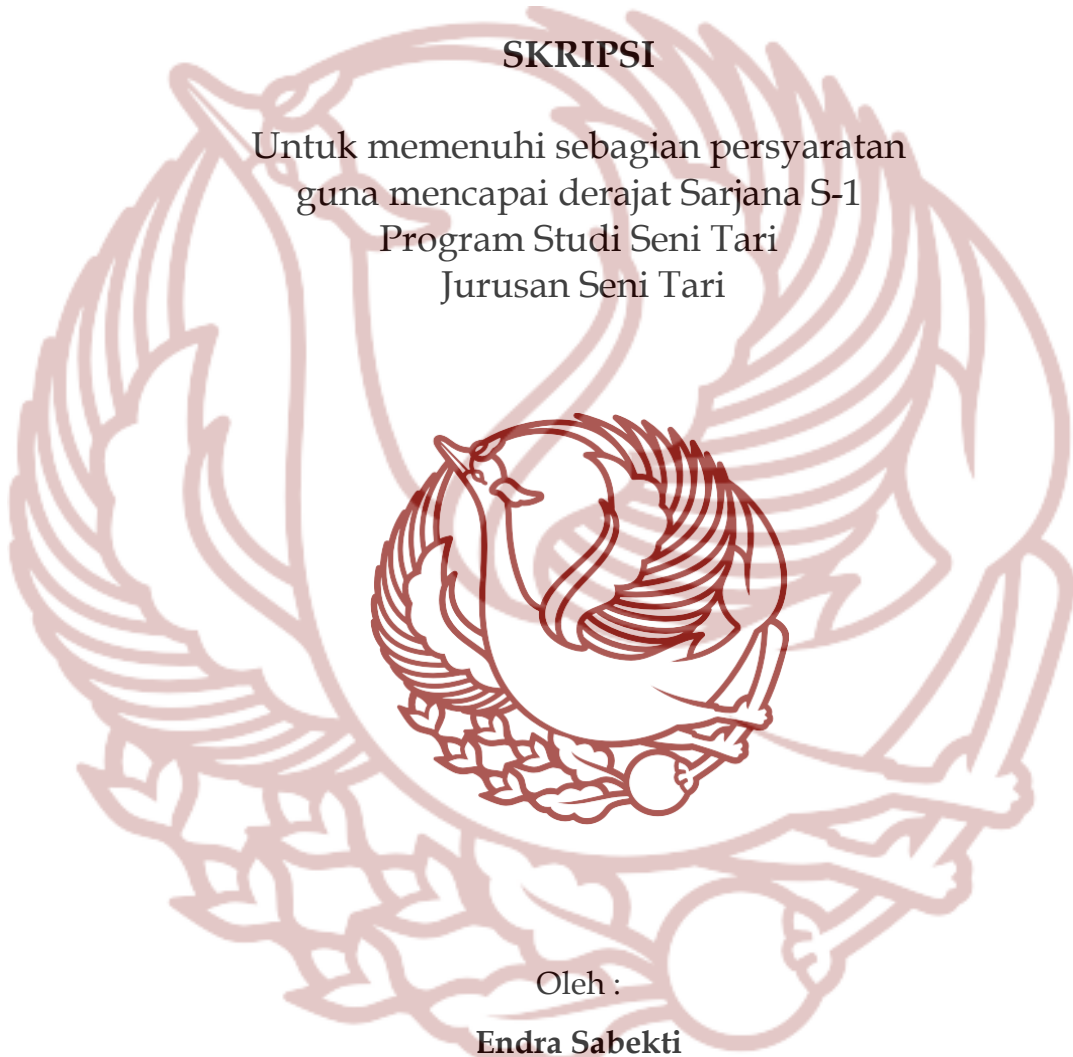 SKRIPSI
Untuk memenuhi sebagian persyaratan
guna mencapai derajat Sarjana S-1
Program Studi Seni Tari
Jurusan Seni Tari
Oleh :
Endra Sabekti